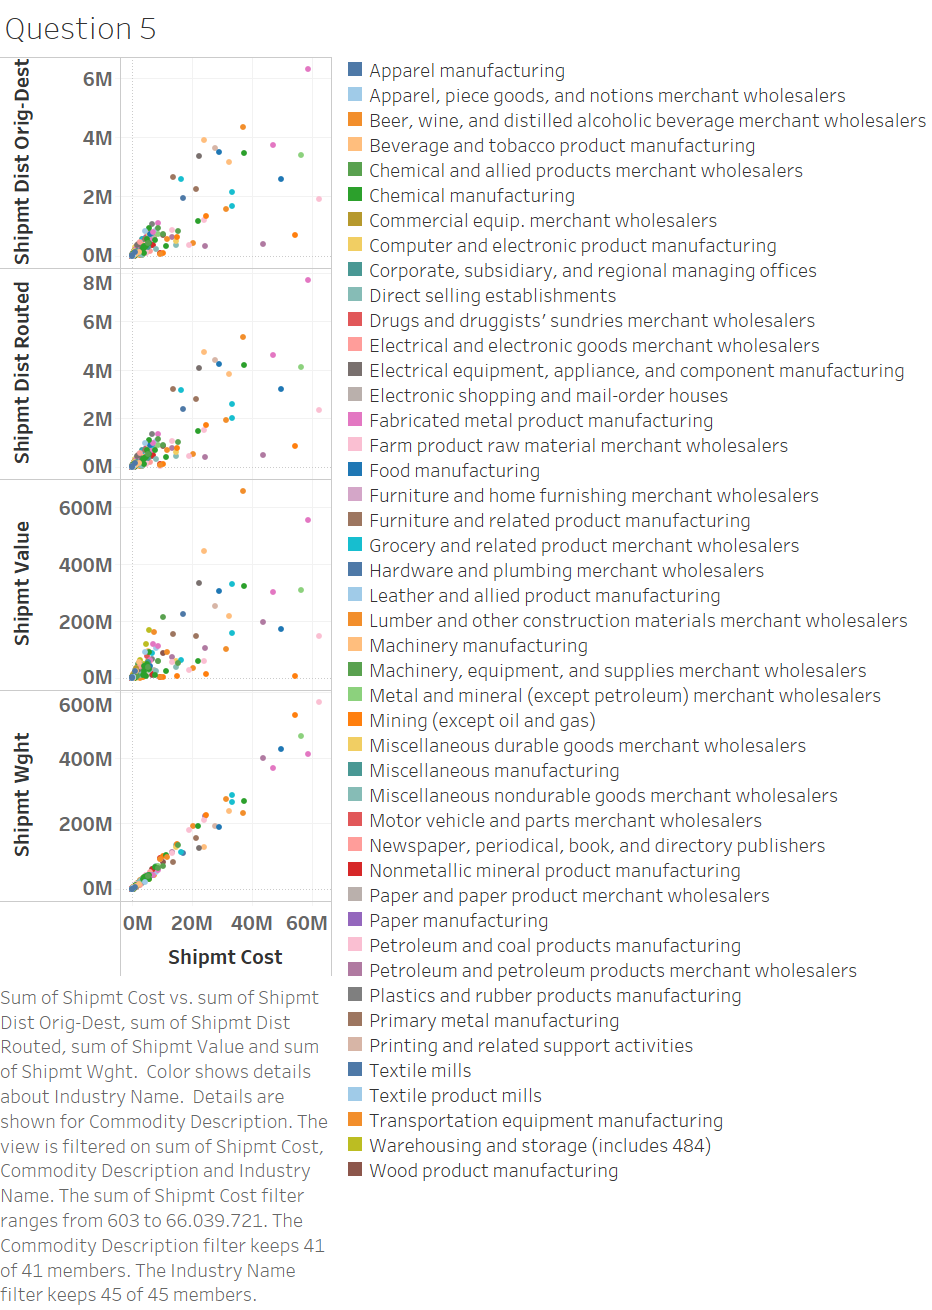 Question 5
Shipmt Dist Orig-Dest
6M
4M
2M
0M
Shipmt Dist Routed
8M
6M
4M
2M
0M
Shipmt Value
600M
400M
200M
0M
Shipmt Wght
600M
400M
200M
0M
0M 20M 40M 60M
Shipmt Cost
Sum of Shipmt Cost vs. sum of Shipmt
Dist Orig-Dest, sum of Shipmt Dist
Routed, sum of Shipmt Value and sum
of Shipmt Wght. Color shows details
about Industry Name. Details are
shown for Commodity Description. The
view is filtered on sum of Shipmt Cost,
Commodity Description and Industry
Name. The sum of Shipmt Cost filter
ranges from 603 to 66.039.721. The
Commodity Description filter keeps 41
of 41 members. The Industry Name
filter keeps 45 of 45 members.
Apparel manufacturing
Apparel, piece goods, and notions merchant wholesalers
Beer, wine, and distilled alcoholic beverage merchant wholesalers
Beverage and tobacco product manufacturing
Chemical and allied products merchant wholesalers
Chemical manufacturing
Commercial equip. merchant wholesalers
Computer and electronic product manufacturing
Corporate, subsidiary, and regional managing offices
Direct selling establishments
Drugs and druggists’ sundries merchant wholesalers
Electrical and electronic goods merchant wholesalers
Electrical equipment, appliance, and component manufacturing
Electronic shopping and mail-order houses
Fabricated metal product manufacturing
Farm product raw material merchant wholesalers
Food manufacturing
Furniture and home furnishing merchant wholesalers
Furniture and related product manufacturing
Grocery and related product merchant wholesalers
Hardware and plumbing merchant wholesalers
Leather and allied product manufacturing
Lumber and other construction materials merchant wholesalers
Machinery manufacturing
Machinery, equipment, and supplies merchant wholesalers
Metal and mineral (except petroleum) merchant wholesalers
Mining (except oil and gas)
Miscellaneous durable goods merchant wholesalers
Miscellaneous manufacturing
Miscellaneous nondurable goods merchant wholesalers
Motor vehicle and parts merchant wholesalers
Newspaper, periodical, book, and directory publishers
Nonmetallic mineral product manufacturing
Paper and paper product merchant wholesalers
Paper manufacturing
Petroleum and coal products manufacturing
Petroleum and petroleum products merchant wholesalers
Plastics and rubber products manufacturing
Primary metal manufacturing
Printing and related support activities
Textile mills
Textile product mills
Transportation equipment manufacturing
Warehousing and storage (includes 484)
Wood product manufacturing